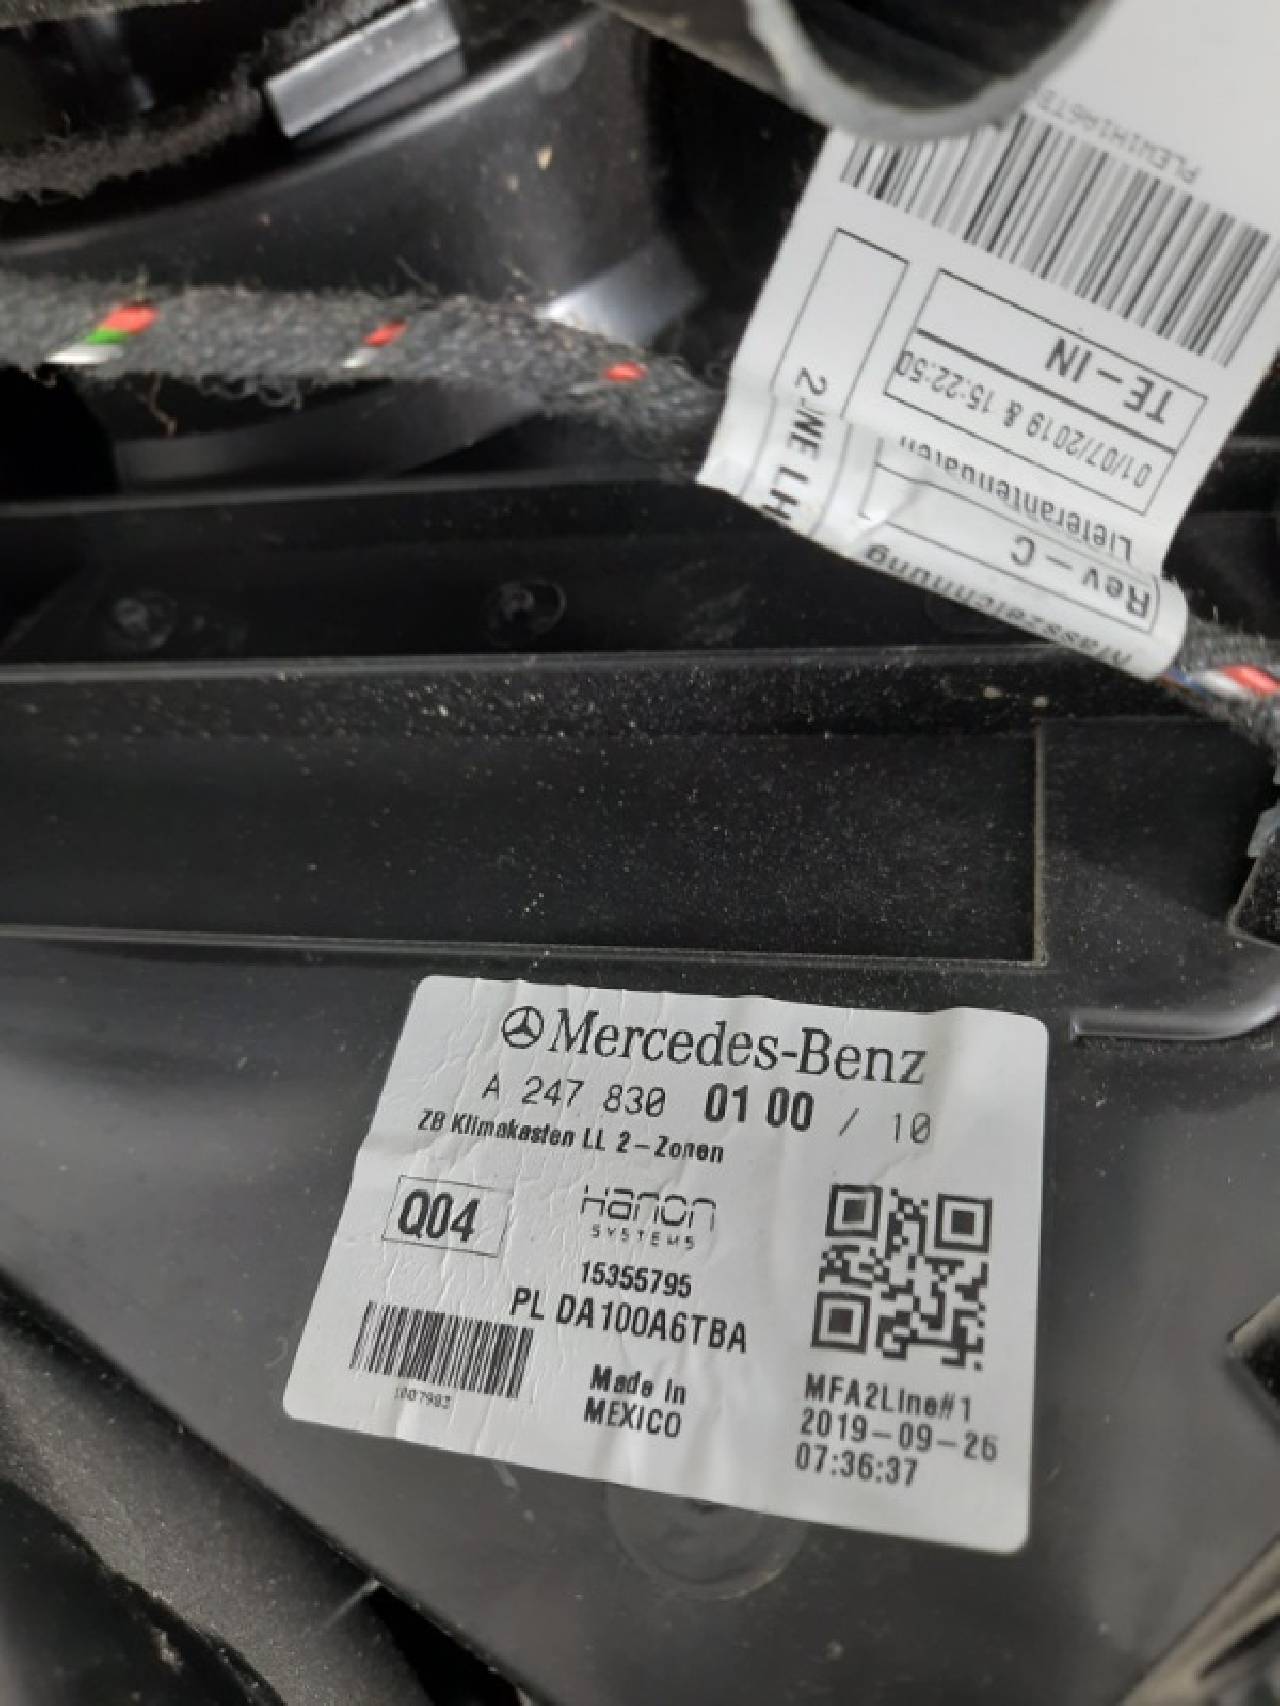 PLEW1H1A6T2
TE-IN
01/07/2019 & 15:22:50
Lieferantendaten
Rev - C
LH
Mercedes-Benz
A 247 830 01 00 / 10
ZB Klimakasten LL 2-Zonen
Q04
Hanon
SYSTEMS
15355795
PL DA100A6TBA
1007983
Made in
MEXICO
MFA2Line#1
2019-09-26
07:36:37